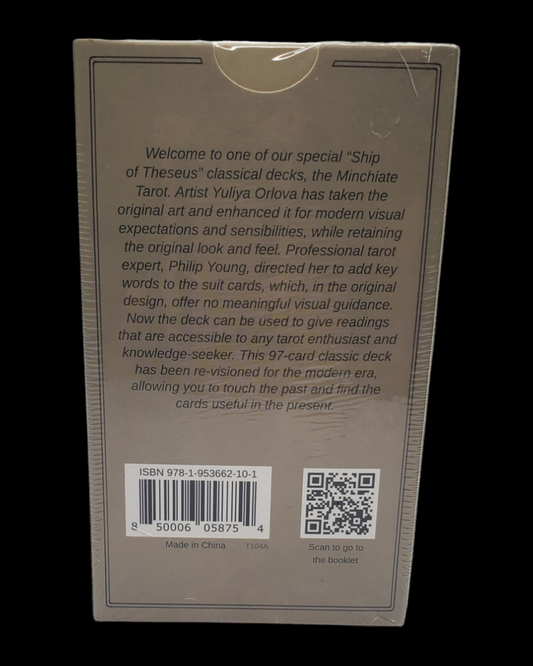 Welcome to one of our special “Ship
of Theseus” classical decks, the Minchiate
Tarot. Artist Yuliya Orlova has taken the
original art and enhanced it for modern visual
expectations and sensibilities, while retaining
the original look and feel. Professional tarot
expert, Philip Young, directed her to add key
words to the suit cards, which, in the original
design, offer no meaningful visual guidance.
Now the deck can be used to give readings
that are accessible to any tarot enthusiast and
knowledge-seeker. This 97-card classic deck
has been re-visioned for the modern era,
allowing you to touch the past and find the
cards useful in the present.
ISBN 978-1-953662-10-1
8 50006 05875 4
Made in China T104A
Scan to go to
the booklet